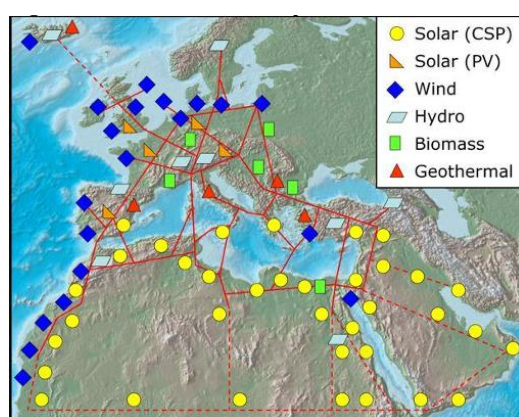 Solar (CSP)
Solar (PV)
Wind
Hydro
Biomass
Geothermal